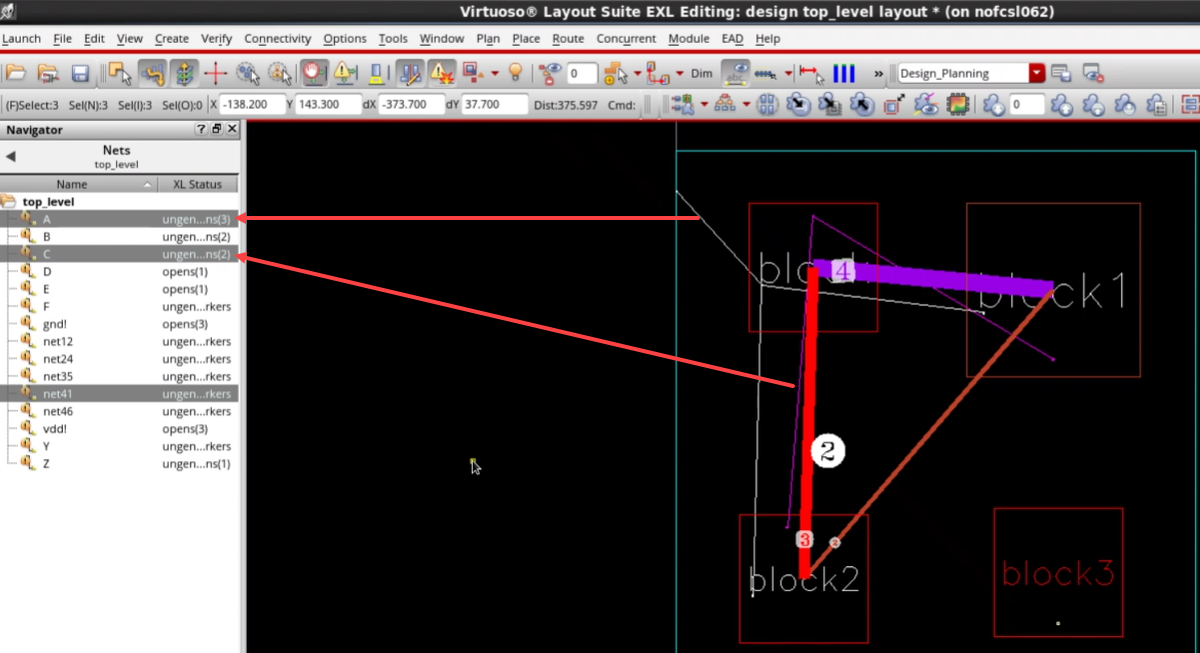 Virtuoso® Layout Suite EXL Editing: design top_level layout * (on nofcsl062)
Launch File Edit View Create Verify Connectivity Options Tools Window Plan Place Route Concurrent Module EAD Help
0 Dim abc » Design_Planning
(F)Select:3 Sel(N):3 Sel(I):3 Sel(O):0 X -138.200 Y 143.300 dX -373.700 dY 37.700 Dist:375.597 Cmd: 0
Navigator
Nets
top_level
Name XL Status
top_level
A ungen...ns(3)
B ungen...ns(2)
C ungen...ns(2)
D opens(1)
E opens(1)
F ungen...rkers
gnd! opens(3)
net12 ungen...rkers
net24 ungen...rkers
net35 ungen...rkers
net41 ungen...rkers
net46 ungen...rkers
vdd! opens(3)
Y ungen...rkers
Z ungen...ns(1)
4
block1
2
3 2
block2
block3